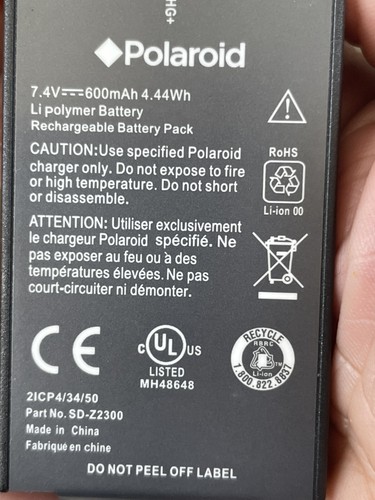 HG+
Polaroid
7.4V⎓600mAh 4.44Wh
Li polymer Battery
Rechargeable Battery Pack
CAUTION:Use specified Polaroid
charger only. Do not expose to fire
or high temperature. Do not short
or disassemble.
RoHS
Li-ion 00
ATTENTION: Utiliser exclusivement
le chargeur Polaroid spécifié. Ne
pas exposer au feu ou à des
températures élevées. Ne pas
court-circuiter ni démonter.
CE
C UL US
LISTED
MH48648
RECYCLE
RBRC
Li-ion
1.800.822.8837
2ICP4/34/50
Part No. SD-Z2300
Made in China
Fabriqué en chine
DO NOT PEEL OFF LABEL